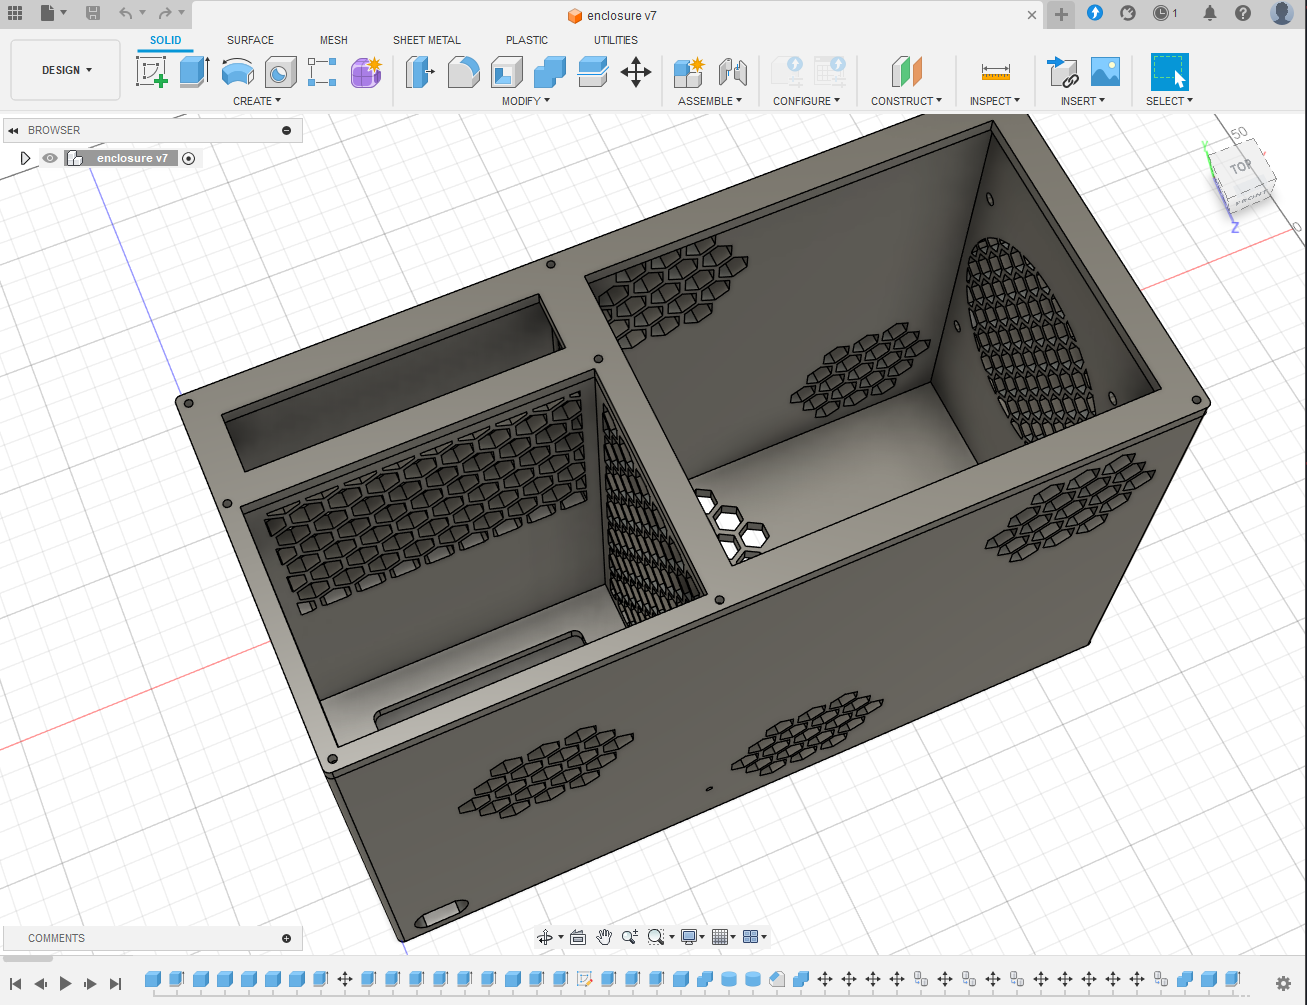 enclosure v7
1
DESIGN
SOLID
SURFACE
MESH
SHEET METAL
PLASTIC
UTILITIES
CREATE
MODIFY
ASSEMBLE
CONFIGURE
CONSTRUCT
INSPECT
INSERT
SELECT
BROWSER
enclosure v7
50
0
Y
TOP
FRONT
Z
COMMENTS